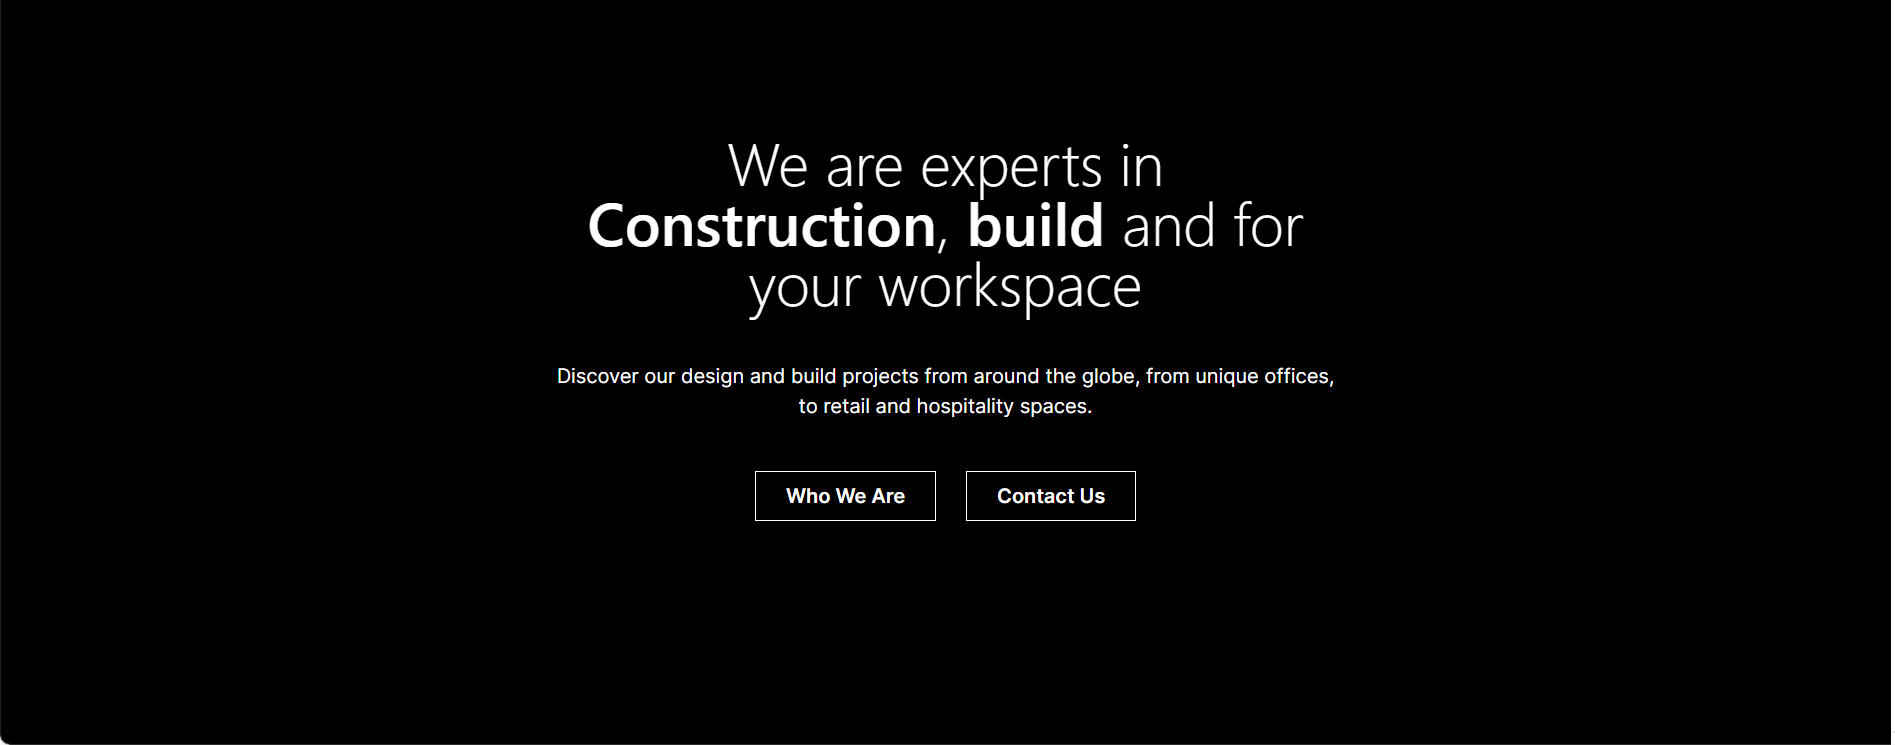 We are experts in
Construction, build and for
your workspace
Discover our design and build projects from around the globe, from unique offices,
to retail and hospitality spaces.
Who We Are
Contact Us